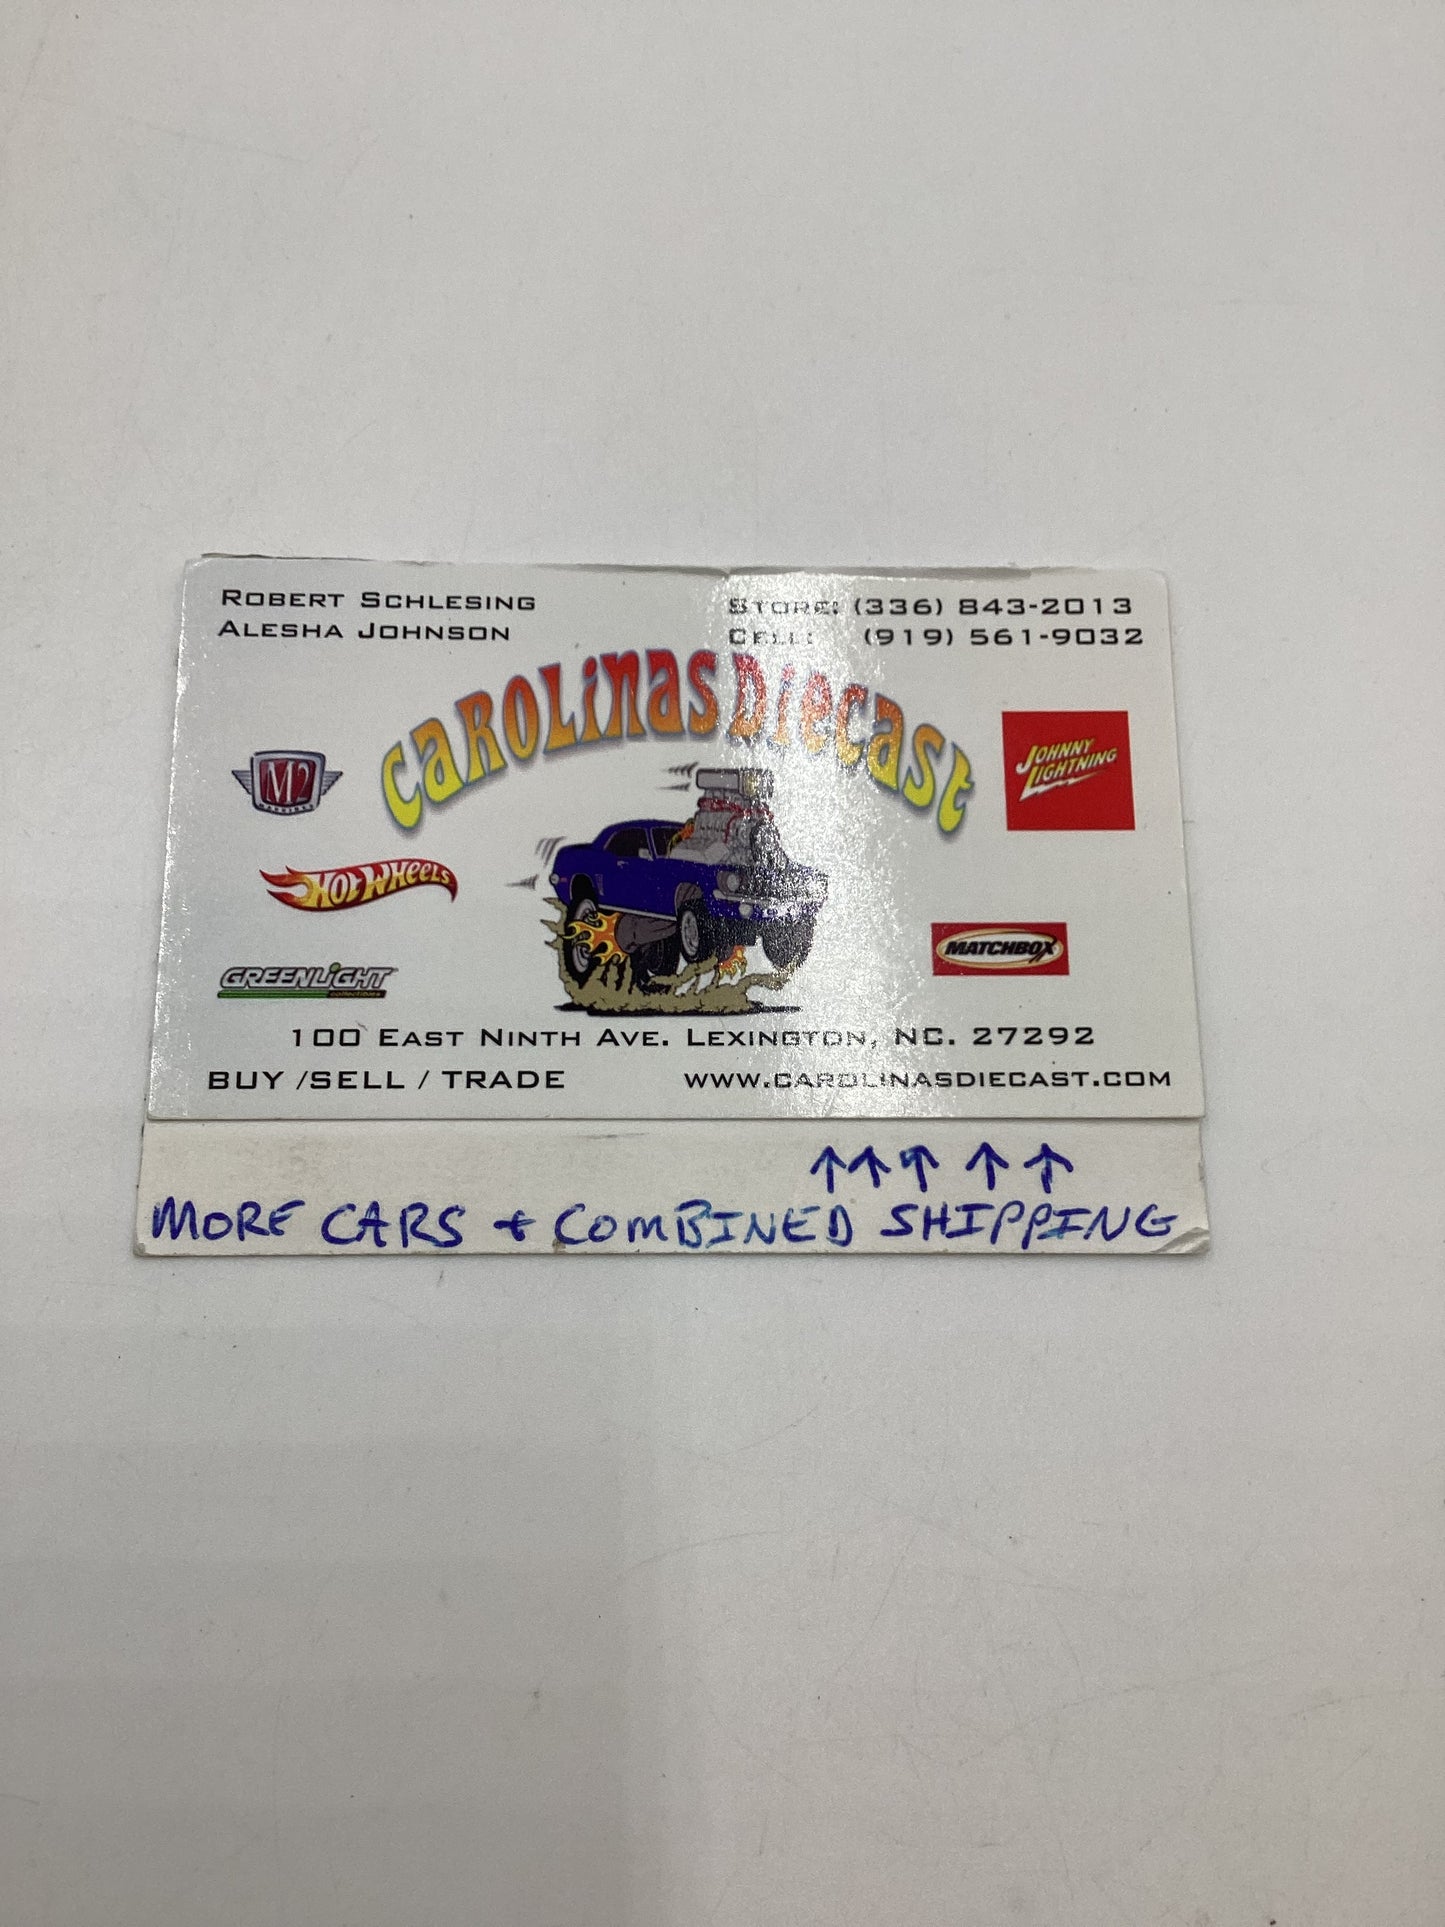 ROBERT SCHLESING
ALESHA JOHNSON
STORE: (336) 843-2013
CELL: (919) 561-9032
CAROLINAS DIECAST
M2
MACHINES
JOHNNY
LIGHTNING
HOT WHEELS
MATCHBOX
GREENLIGHT
collectibles
100 EAST NINTH AVE. LEXINGTON, NC. 27292
BUY /SELL / TRADE
WWW.CAROLINASDIECAST.COM
↑↑↑↑↑
MORE CARS + COMBINED SHIPPING